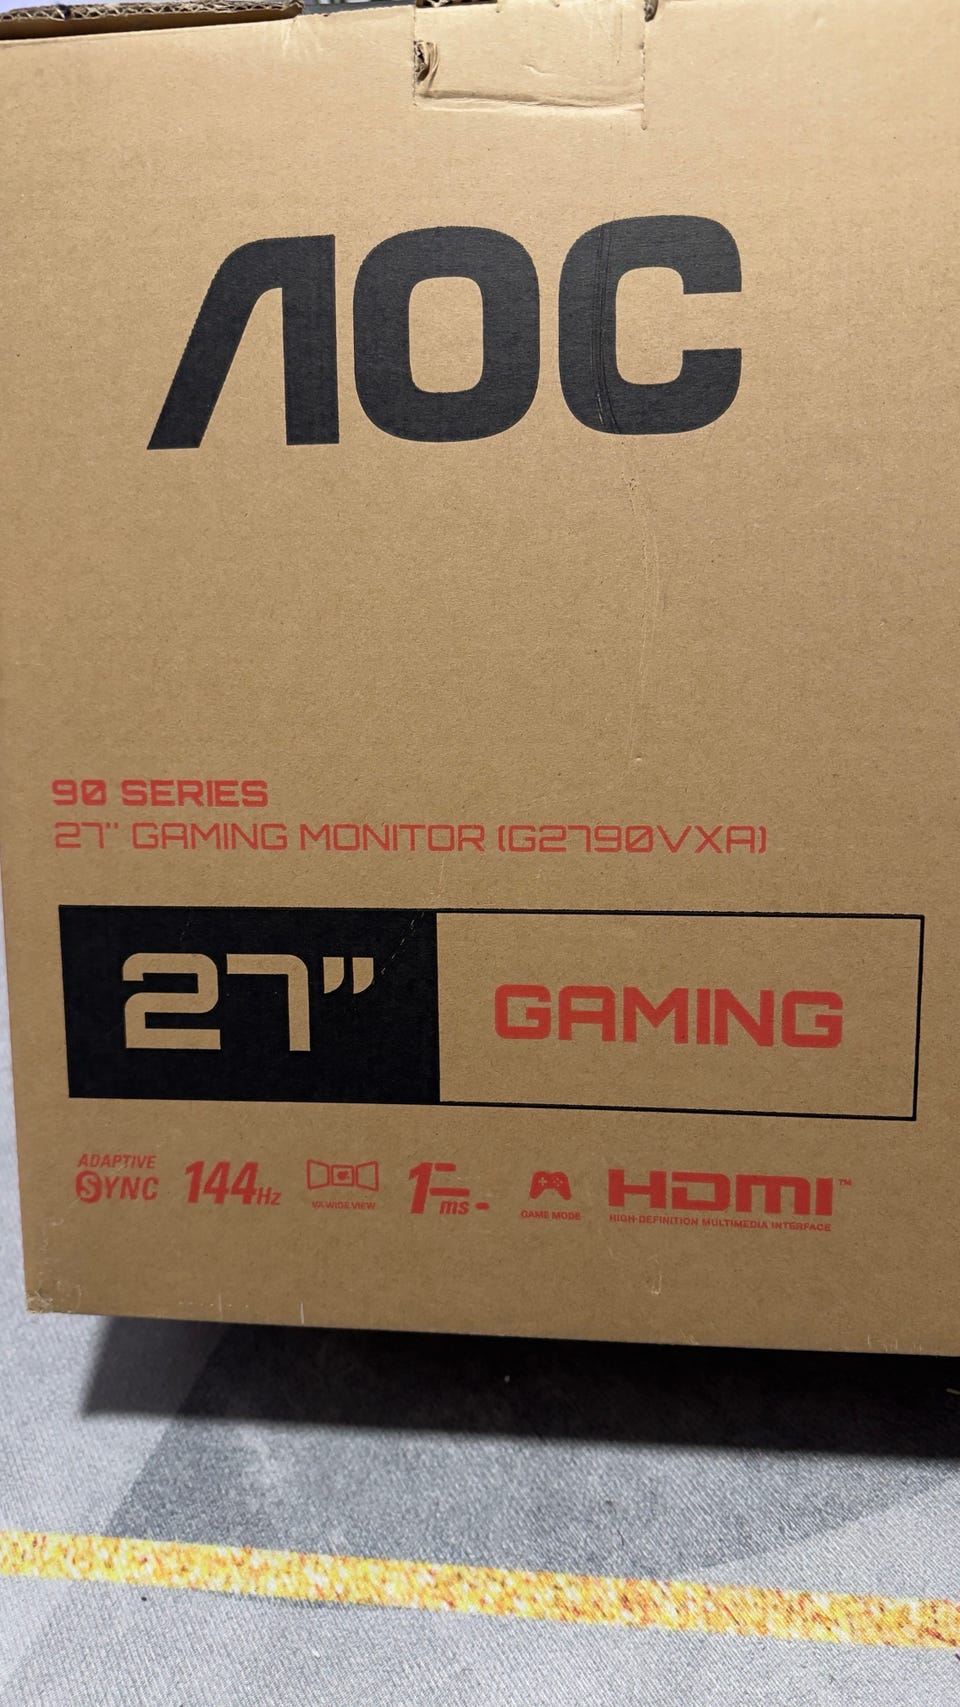 AOC
90 SERIES
27" GAMING MONITOR (G2790VXA)
27" GAMING
ADAPTIVE
SYNC
144Hz
VA WIDE VIEW
1ms
GAME MODE
HDMI™
HIGH-DEFINITION MULTIMEDIA INTERFACE